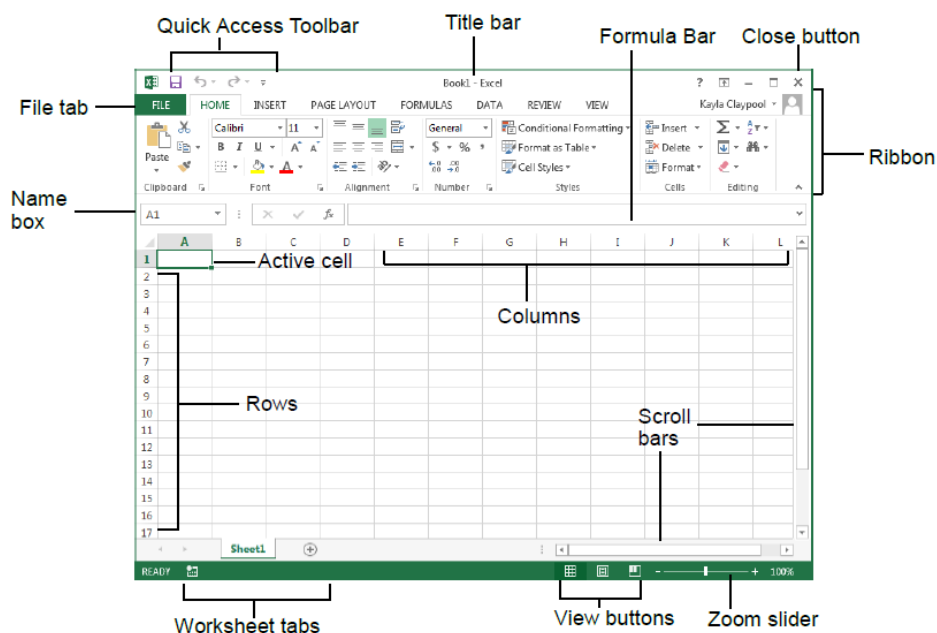 Quick Access Toolbar
Title bar
Formula Bar
Close button
Book1 - Excel
?
File tab
FILE HOME INSERT PAGE LAYOUT FORMULAS DATA REVIEW VIEW Kayla Claypool
Calibri 11 General Conditional Formatting Insert Σ
Paste B I U A A $ % , Format as Table Delete
A .0 .00 Cell Styles Format
Clipboard Font Alignment Number Styles Cells Editing
Ribbon
Name
box
A1 fx
A B C D E F G H I J K L
1
Active cell
2
3
4
Columns
5
6
7
8
9
Rows
10
Scroll
bars
11
12
13
14
15
16
17
Sheet1
READY 100%
Worksheet tabs
View buttons
Zoom slider